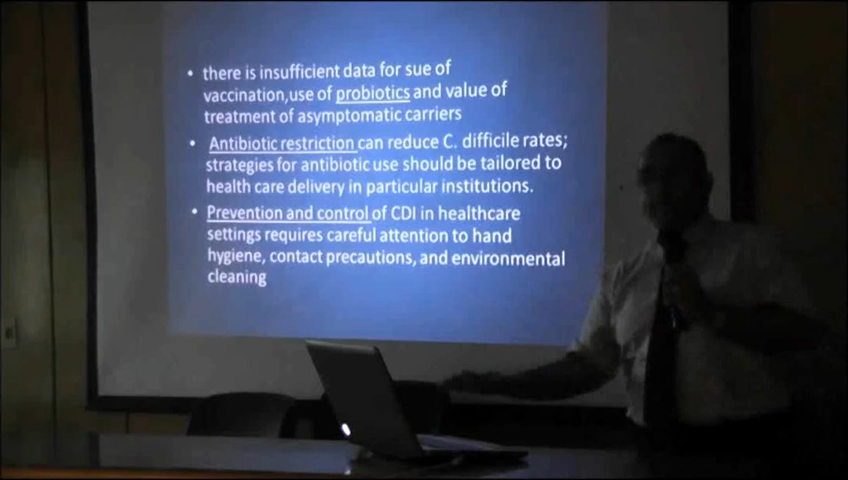 • there is insufficient data for sue of
vaccination,use of probiotics and value of
treatment of asymptomatic carriers
• Antibiotic restriction can reduce C. difficile rates;
strategies for antibiotic use should be tailored to
health care delivery in particular institutions.
• Prevention and control of CDI in healthcare
settings requires careful attention to hand
hygiene, contact precautions, and environmental
cleaning